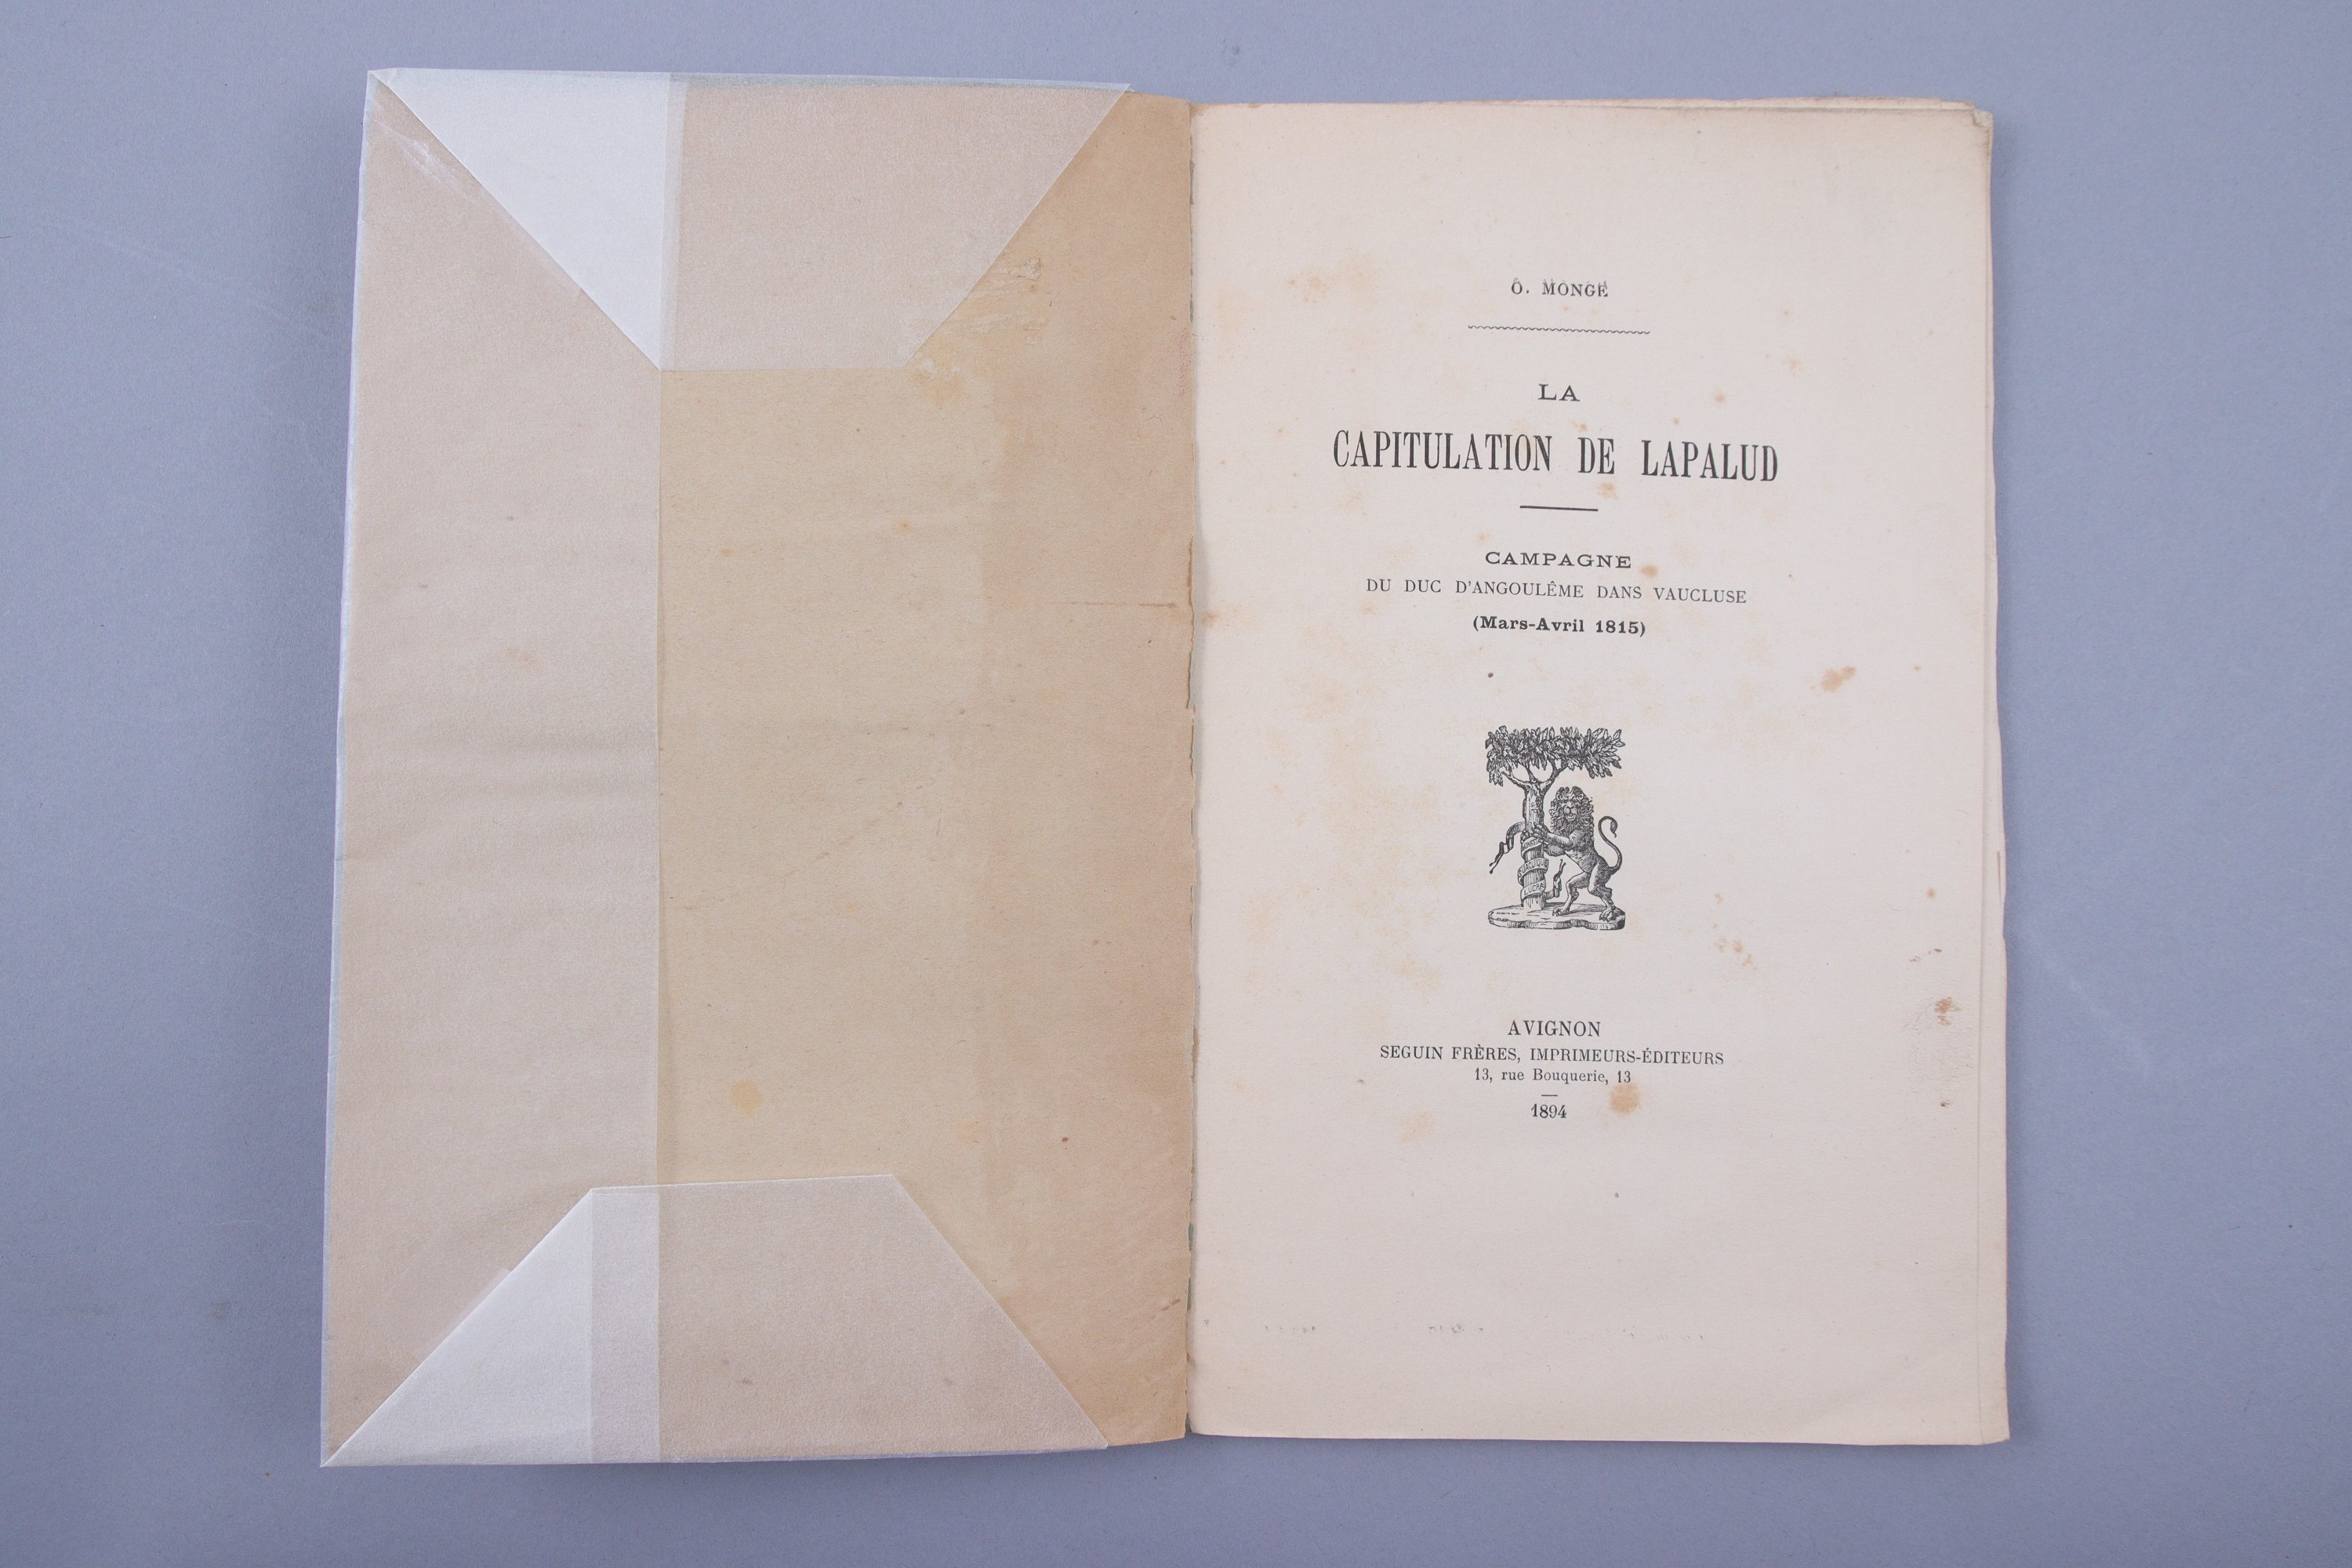 O. MONGE
LA
CAPITULATION DE LAPALUD
CAMPAGNE
DU DUC D'ANGOULÊME DANS VAUCLUSE
(Mars-Avril 1815)
AVIGNON
SEGUIN FRÈRES, IMPRIMEURS-ÉDITEURS
13, rue Bouquerie, 13
1894